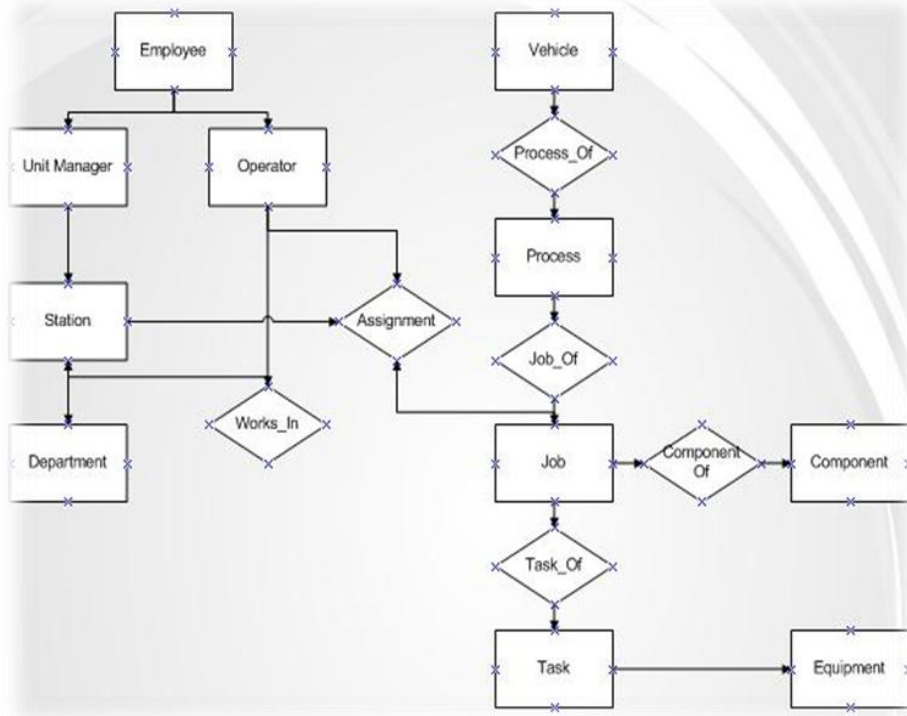 Employee
Vehicle
Unit Manager
Operator
Process_Of
Process
Station
Assignment
Job_Of
Works_In
Department
Job
Component
Of
Component
Task_Of
Task
Equipment